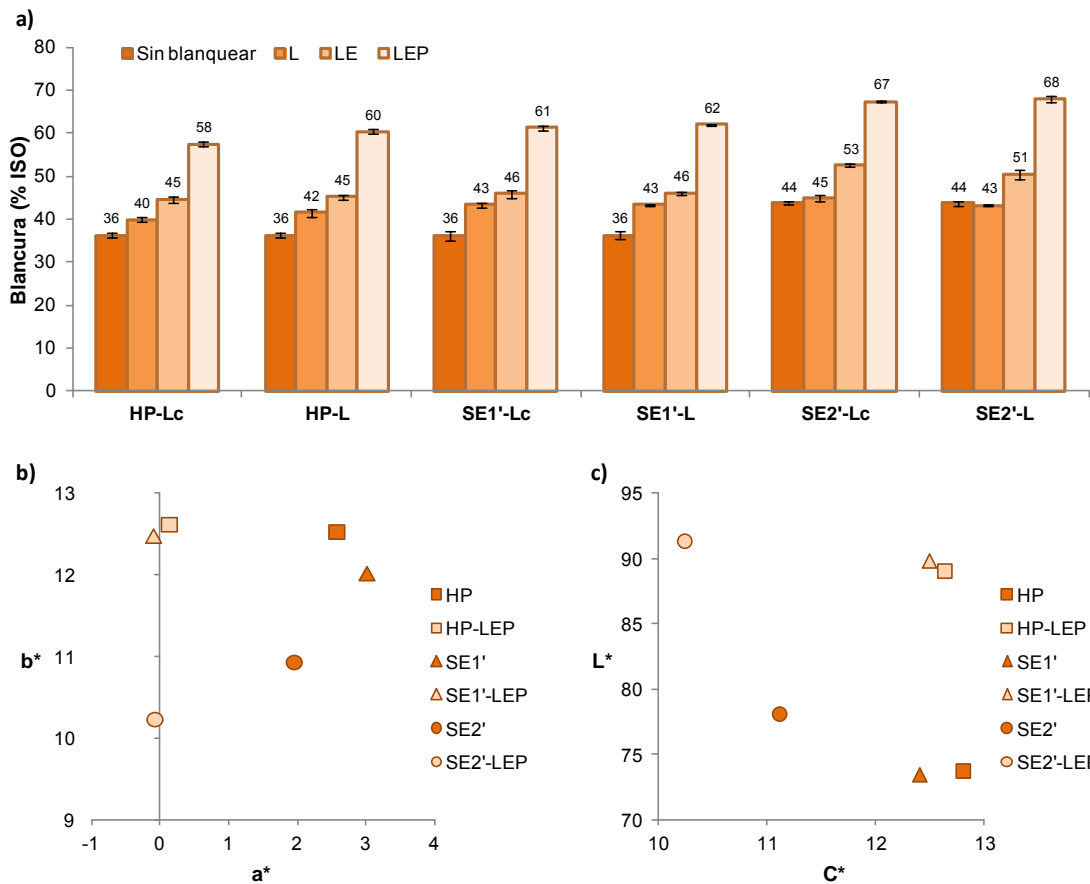 a)
80
70
60
50
40
30
20
10
0
Blancura (% ISO)
Sin blanquear L LE LEP
36 40 45 58
36 42 45 60
36 43 46 61
36 43 46 62
44 45 53 67
44 43 51 68
HP-Lc HP-L SE1'-Lc SE1'-L SE2'-Lc SE2'-L
b)
13
12
11
10
9
b*
-1 0 1 2 3 4
a*
HP
HP-LEP
SE1'
SE1'-LEP
SE2'
SE2'-LEP
c)
95
90
85
80
75
70
L*
10 11 12 13
C*
HP
HP-LEP
SE1'
SE1'-LEP
SE2'
SE2'-LEP